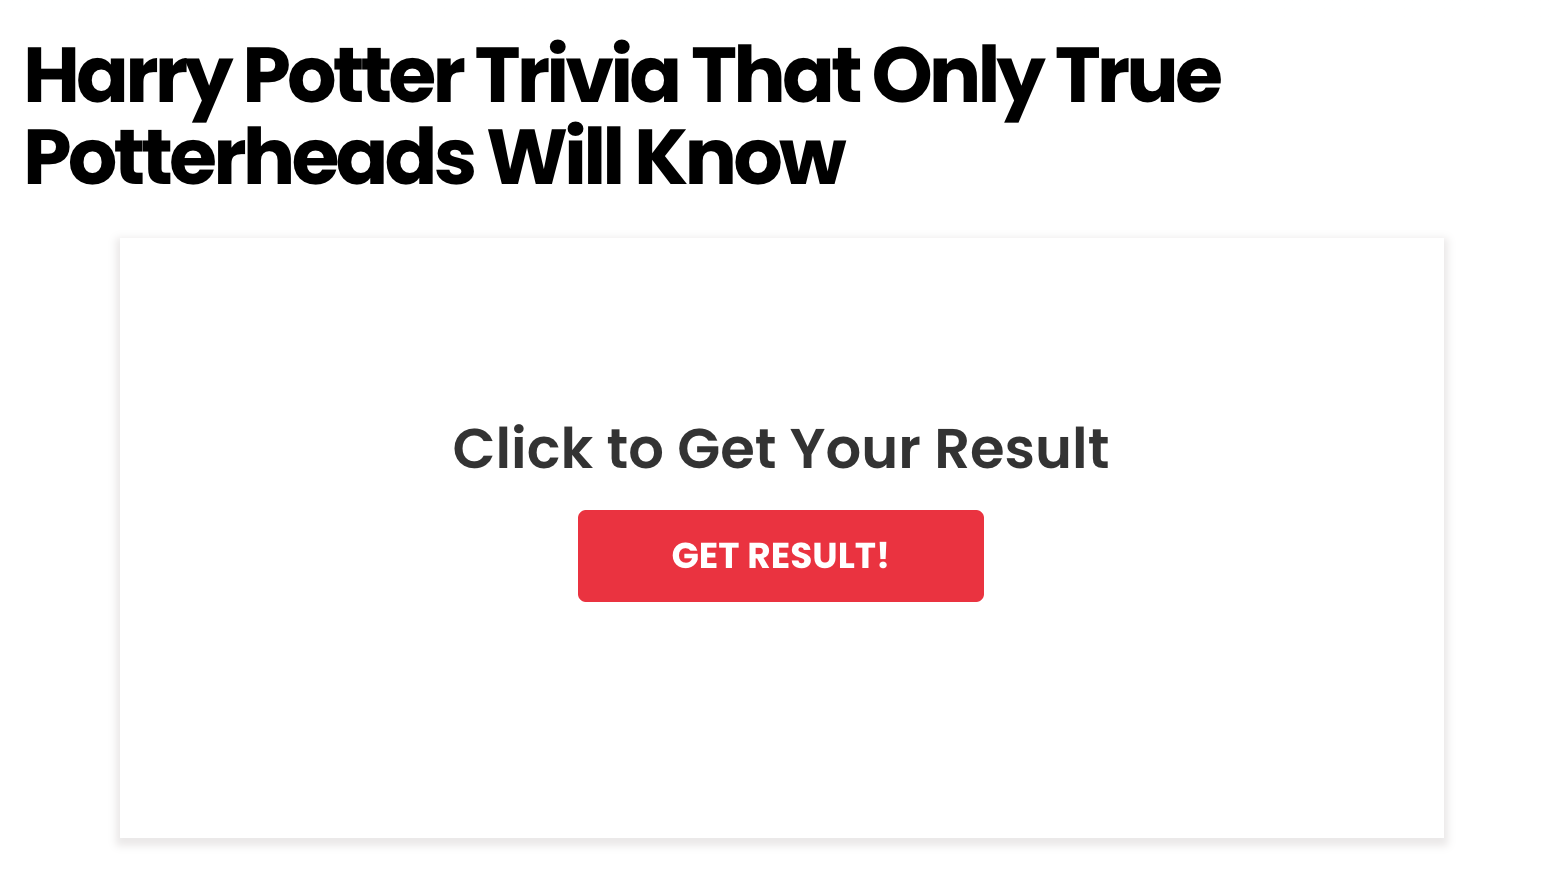 Harry Potter Trivia That Only True
Potterheads Will Know
Click to Get Your Result
GET RESULT!